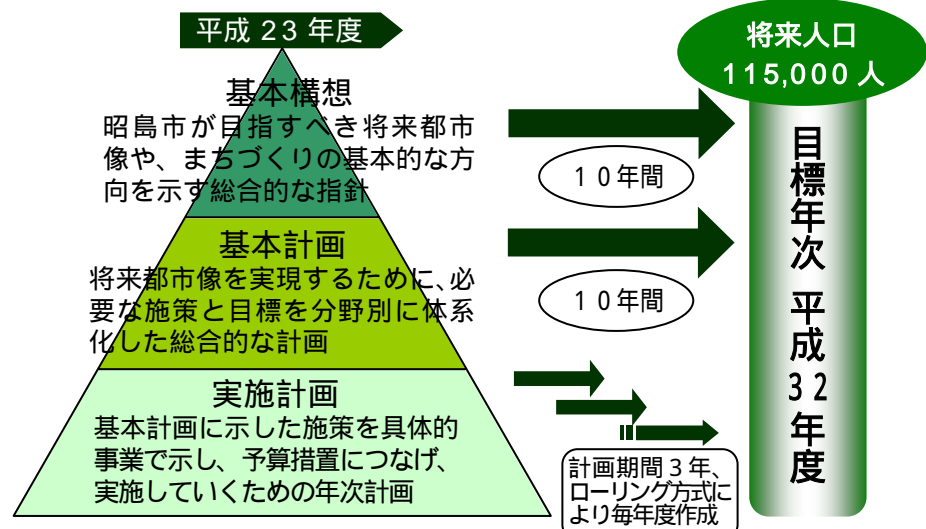 平成 23 年度
将来人口
115,000 人
基本構想
昭島市が目指すべき将来都市
像や、まちづくりの基本的な方
向を示す総合的な指針
10年間
基本計画
将来都市像を実現するために、必
要な施策と目標を分野別に体系
化した総合的な計画
10年間
実施計画
基本計画に示した施策を具体的
事業で示し、予算措置につなげ、
実施していくための年次計画
計画期間3年、
ローリング方式に
より毎年度作成
目標年次 平成32年度